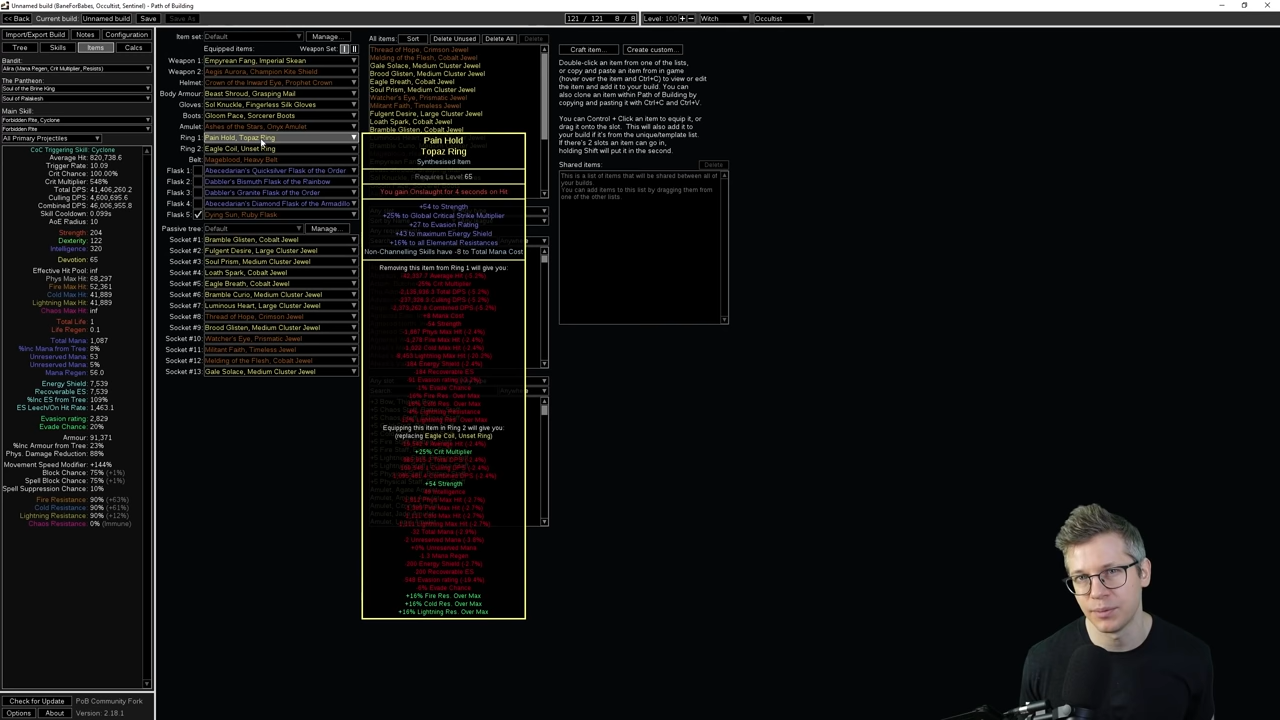 Unnamed build (BaneForBabes, Occultist, Sentinel) - Path of Building
<< Back
Current build: Unnamed build
Save
Save As
121 / 121 8 / 8
Level: 100
+
Witch
Occultist
Import/Export Build
Notes
Configuration
Tree
Skills
Items
Calcs
Bandit:
Alira (Mana Regen, Crit Multiplier, Resists)
The Pantheon:
Soul of the Brine King
Soul of Ralakesh
Main Skill:
Forbidden Rite, Cyclone
Forbidden Rite
All Primary Projectiles
CoC Triggering Skill: Cyclone
Average Hit: 820,738.6
Trigger Rate: 10.09
Crit Chance: 100.00%
Crit Multiplier: 548%
Total DPS: 41,406,260.2
Culling DPS: 4,600,695.6
Combined DPS: 46,006,955.8
Skill Cooldown: 0.099s
AoE Radius: 10
Strength: 204
Dexterity: 122
Intelligence: 320
Devotion: 65
Effective Hit Pool: inf
Phys Max Hit: 68,297
Fire Max Hit: 52,361
Cold Max Hit: 41,889
Lightning Max Hit: 41,889
Chaos Max Hit: inf
Total Life: 1
Life Regen: 0.1
Total Mana: 1,087
%Inc Mana from Tree: 8%
Unreserved Mana: 53
Unreserved Mana: 5%
Mana Regen: 56.0
Energy Shield: 7,539
Recoverable ES: 7,539
%Inc ES from Tree: 109%
ES Leech/On Hit Rate: 1,463.1
Evasion rating: 2,829
Evade Chance: 20%
Armour: 91,371
%Inc Armour from Tree: 23%
Phys. Damage Reduction: 88%
Movement Speed Modifier: +144%
Block Chance: 75% (+1%)
Spell Block Chance: 75% (+1%)
Spell Suppression Chance: 10%
Fire Resistance: 90% (+63%)
Cold Resistance: 90% (+61%)
Lightning Resistance: 90% (+12%)
Chaos Resistance: 0% (Immune)
Check for Update
PoB Community Fork
Options
About
Version: 2.18.1
Item set: Default
Manage...
Equipped items:
Weapon Set: I II
Weapon 1: Empyrean Fang, Imperial Skean
Weapon 2: Aegis Aurora, Champion Kite Shield
Helmet: Crown of the Inward Eye, Prophet Crown
Body Armour: Beast Shroud, Grasping Mail
Gloves: Sol Knuckle, Fingerless Silk Gloves
Boots: Gloom Pace, Sorcerer Boots
Amulet: Ashes of the Stars, Onyx Amulet
Ring 1: Pain Hold, Topaz Ring
Ring 2: Eagle Coil, Unset Ring
Belt: Mageblood, Heavy Belt
Flask 1: Abecedarian's Quicksilver Flask of the Order
Flask 2: Dabbler's Bismuth Flask of the Rainbow
Flask 3: Dabbler's Granite Flask of the Order
Flask 4: Abecedarian's Diamond Flask of the Armadillo
Flask 5: Dying Sun, Ruby Flask
Passive tree: Default
Manage...
Socket #1: Bramble Glisten, Cobalt Jewel
Socket #2: Fulgent Desire, Large Cluster Jewel
Socket #3: Soul Prism, Medium Cluster Jewel
Socket #4: Loath Spark, Cobalt Jewel
Socket #5: Eagle Breath, Cobalt Jewel
Socket #6: Bramble Curio, Medium Cluster Jewel
Socket #7: Luminous Heart, Large Cluster Jewel
Socket #8: Thread of Hope, Crimson Jewel
Socket #9: Brood Glisten, Medium Cluster Jewel
Socket #10: Watcher's Eye, Prismatic Jewel
Socket #11: Militant Faith, Timeless Jewel
Socket #12: Melding of the Flesh, Cobalt Jewel
Socket #13: Gale Solace, Medium Cluster Jewel
All items:
Sort
Delete Unused
Delete All
Delete
Thread of Hope, Crimson Jewel
Melding of the Flesh, Cobalt Jewel
Gale Solace, Medium Cluster Jewel
Brood Glisten, Medium Cluster Jewel
Eagle Breath, Cobalt Jewel
Soul Prism, Medium Cluster Jewel
Watcher's Eye, Prismatic Jewel
Militant Faith, Timeless Jewel
Fulgent Desire, Large Cluster Jewel
Loath Spark, Cobalt Jewel
Bramble Glisten, Cobalt Jewel
Pain Hold
Topaz Ring
Synthesised Item
Requires Level 65
You gain Onslaught for 4 seconds on Hit
+54 to Strength
+25% to Global Critical Strike Multiplier
+27 to Evasion Rating
+43 to maximum Energy Shield
+16% to all Elemental Resistances
Non-Channelling Skills have -8 to Total Mana Cost
Removing this item from Ring 1 will give you:
-25% Crit Multiplier
+8 Mana Cost
-54 Strength
Equipping this item in Ring 2 will give you:
(replacing Eagle Coil, Unset Ring)
+25% Crit Multiplier
+54 Strength
+16% Fire Res. Over Max
+16% Cold Res. Over Max
+16% Lightning Res. Over Max
Craft item...
Create custom...
Double-click an item from one of the lists,
or copy and paste an item from in game
(hover over the item and Ctrl+C) to view or edit
the item and add it to your build. You can
also clone an item within Path of Building by
copying and pasting it with Ctrl+C and Ctrl+V.
You can Control + Click an item to equip it, or
drag it onto the slot. This will also add it to
your build if it's from the unique/template list.
If there's 2 slots an item can go in,
holding Shift will put it in the second.
Shared items:
Delete
This is a list of items that will be shared between all of
your builds.
You can add items to this list by dragging them from
one of the other lists.